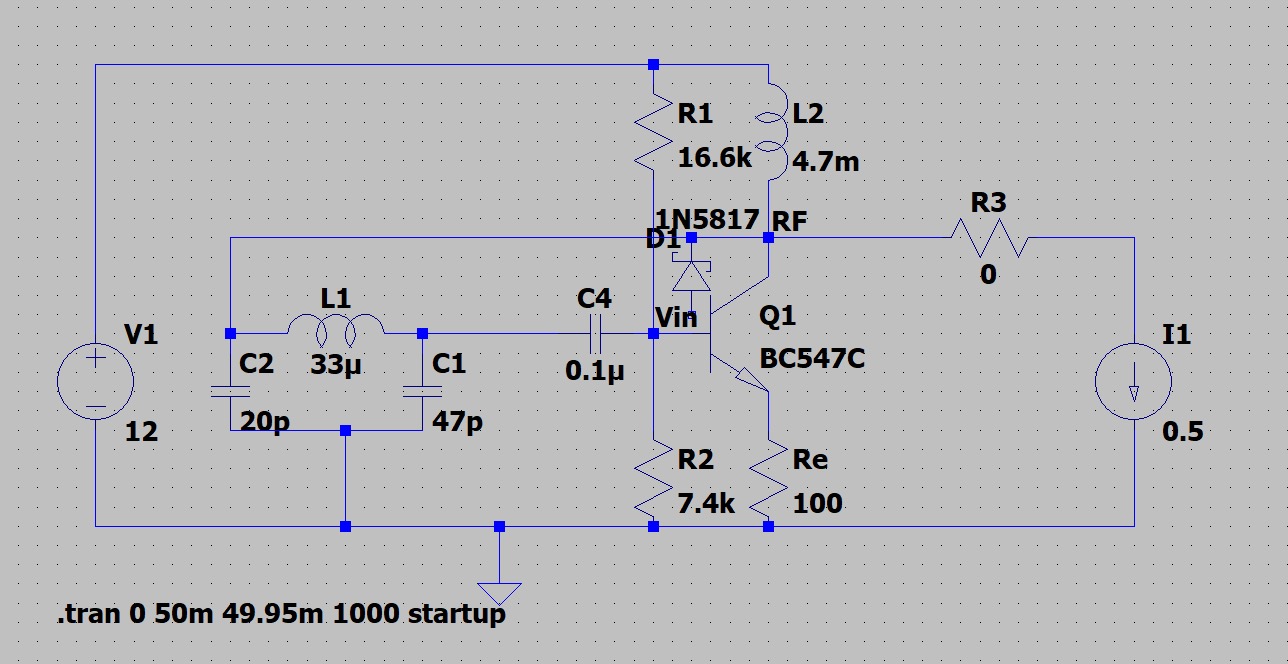 R1
L2
16.6k
4.7m
R3
1N5817
RF
D1
0
L1
C4
Vin
Q1
V1
I1
C2
33µ
C1
0.1µ
BC547C
12
20p
47p
0.5
R2
Re
7.4k
100
.tran 0 50m 49.95m 1000 startup